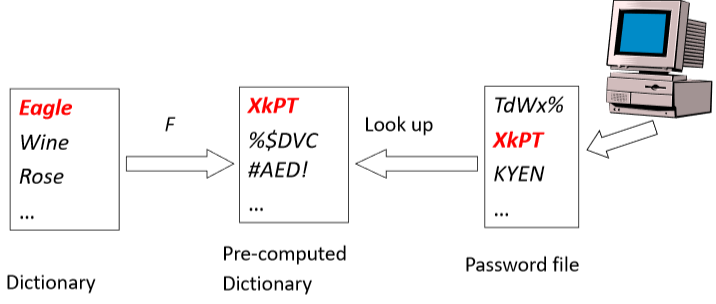 Eagle
Wine
Rose
...
Dictionary
F
XkPT
%$DVC
#AED!
...
Pre-computed
Dictionary
Look up
TdWx%
XkPT
KYEN
...
Password file